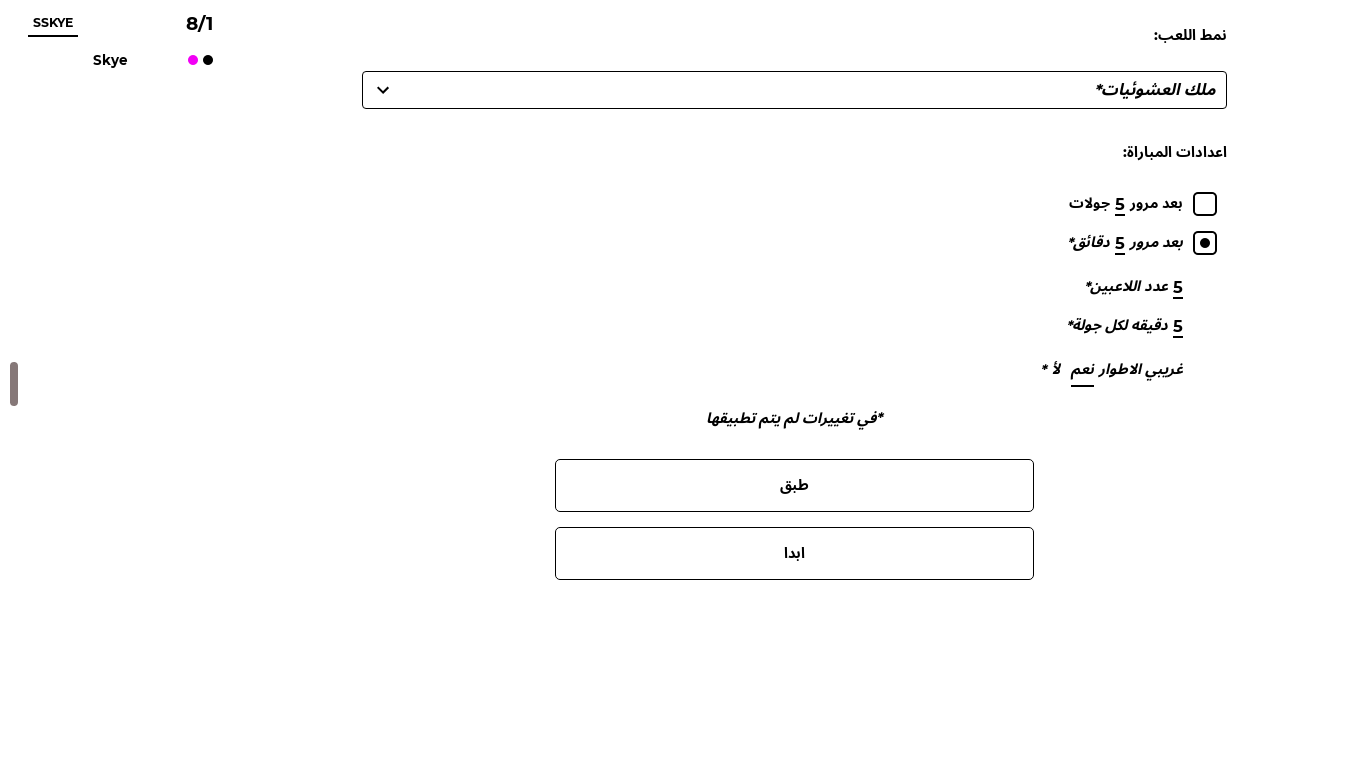 SSKYE
8/1
Skye
نمط اللعب:
ملك العشوئيات*
اعدادات المباراة:
بعد مرور 5 جولات
بعد مرور 5 دقائق*
5 عدد اللاعبين*
5 دقيقه لكل جولة*
غريبي الاطوار نعم لأ *
*في تغييرات لم يتم تطبيقها
طبق
ابدا